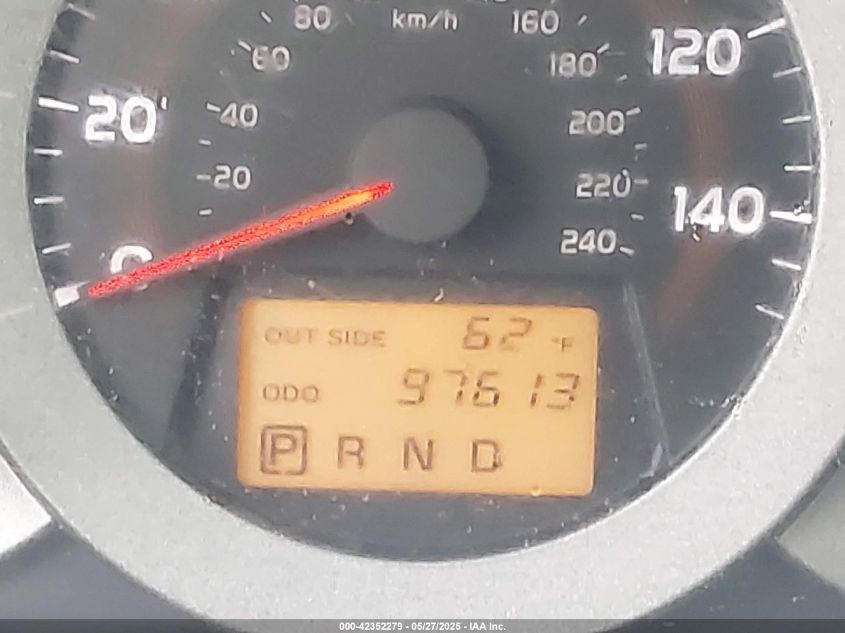 80 km/h 160
60 180
120
20
40 200
20 220
140
0 240
OUT SIDE 62 °F
ODO 97613
P R N D
000-42352279 - 05/27/2025 - IAA Inc.